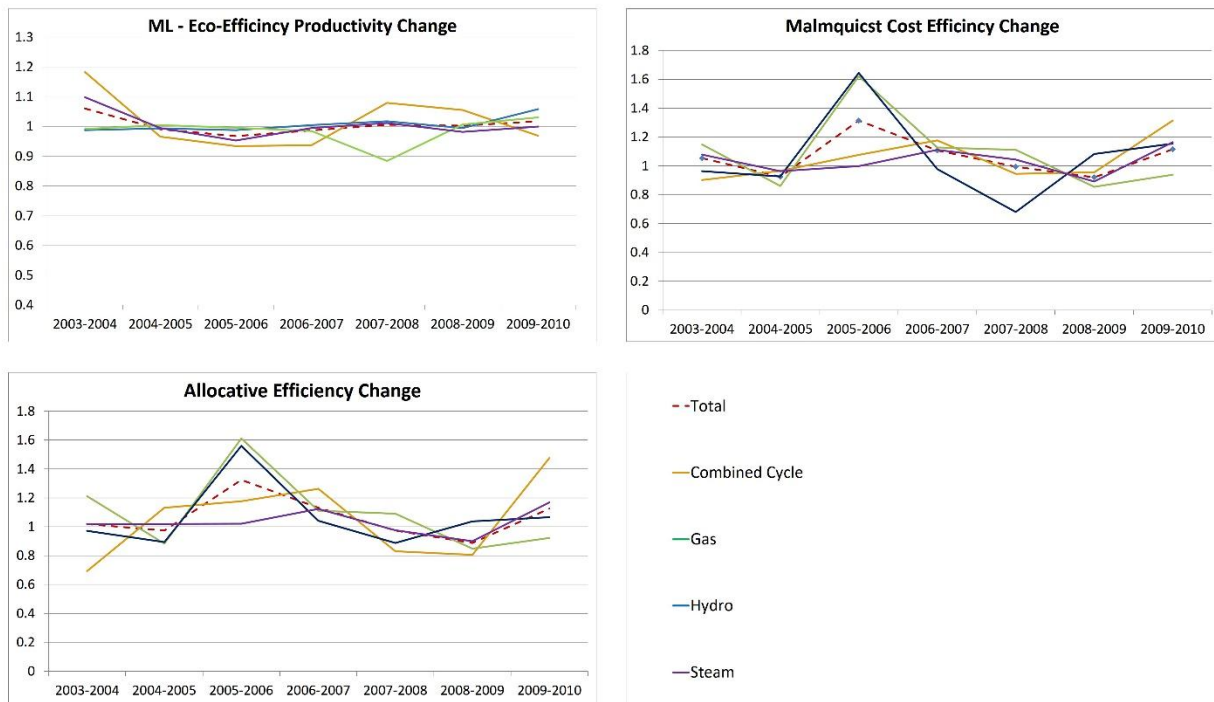 ML - Eco-Efficincy Productivity Change
1.3
1.2
1.1
1
0.9
0.8
0.7
0.6
0.5
0.4
2003-2004 2004-2005 2005-2006 2006-2007 2007-2008 2008-2009 2009-2010
Malmquicst Cost Efficincy Change
1.8
1.6
1.4
1.2
1
0.8
0.6
0.4
0.2
0
2003-2004 2004-2005 2005-2006 2006-2007 2007-2008 2008-2009 2009-2010
Allocative Efficiency Change
1.8
1.6
1.4
1.2
1
0.8
0.6
0.4
0.2
0
2003-2004 2004-2005 2005-2006 2006-2007 2007-2008 2008-2009 2009-2010
Total
Combined Cycle
Gas
Hydro
Steam